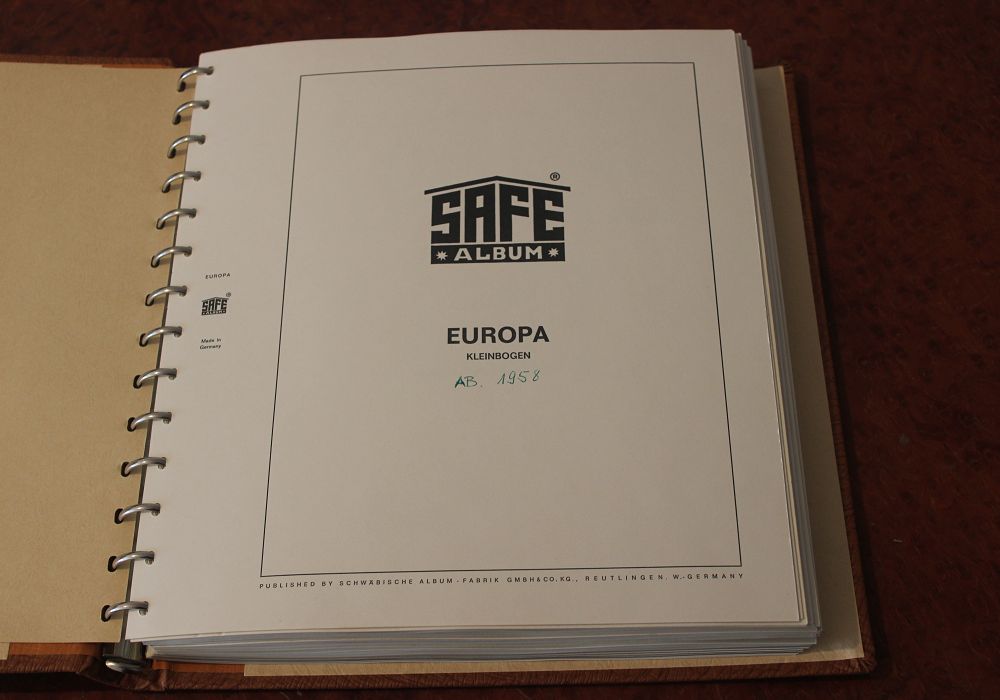 SAFE®
ALBUM
EUROPA
SAFE®
ALBUM
Made in
Germany
EUROPA
KLEINBOGEN
AB. 1958
PUBLISHED BY SCHWÄBISCHE ALBUM-FABRIK GMBH&CO.KG., REUTLINGEN. W.-GERMANY